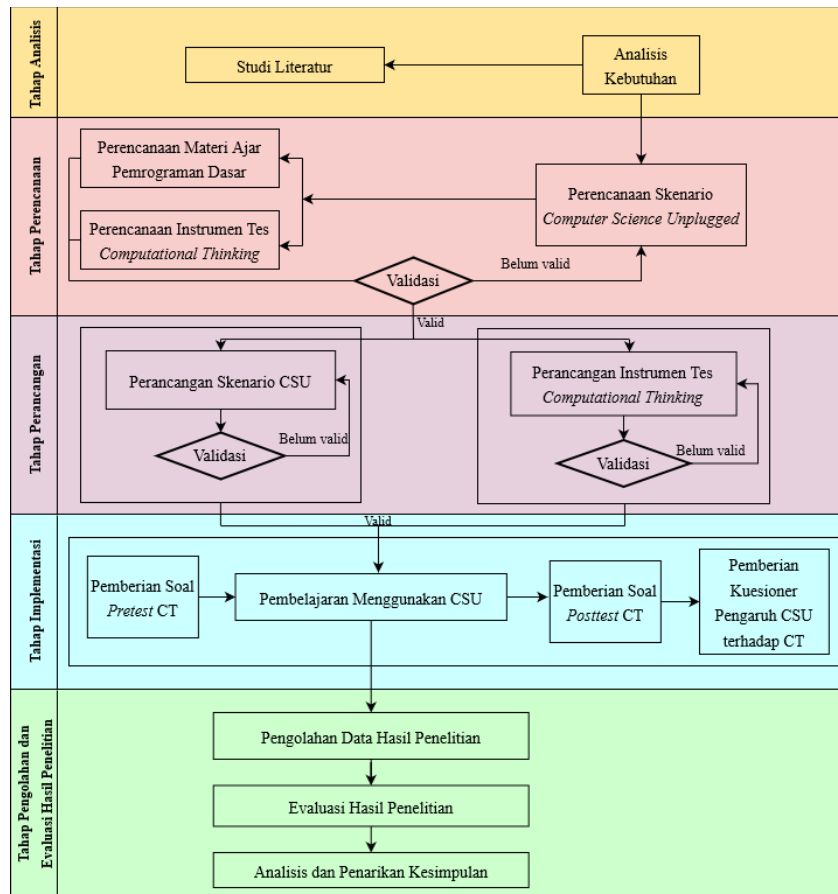 Tahap Analisis
Studi Literatur
Analisis
Kebutuhan
Tahap Perencanaan
Perencanaan Materi Ajar
Pemrograman Dasar
Perencanaan Skenario
Computer Science Unplugged
Perencanaan Instrumen Tes
Computational Thinking
Validasi
Belum valid
Valid
Tahap Perancangan
Perancangan Skenario CSU
Perancangan Instrumen Tes
Computational Thinking
Validasi
Belum valid
Validasi
Belum valid
Valid
Tahap Implementasi
Pemberian Soal
Pretest CT
Pembelajaran Menggunakan CSU
Pemberian Soal
Posttest CT
Pemberian
Kuesioner
Pengaruh CSU
terhadap CT
Tahap Pengolahan dan
Evaluasi Hasil Penelitian
Pengolahan Data Hasil Penelitian
Evaluasi Hasil Penelitian
Analisis dan Penarikan Kesimpulan